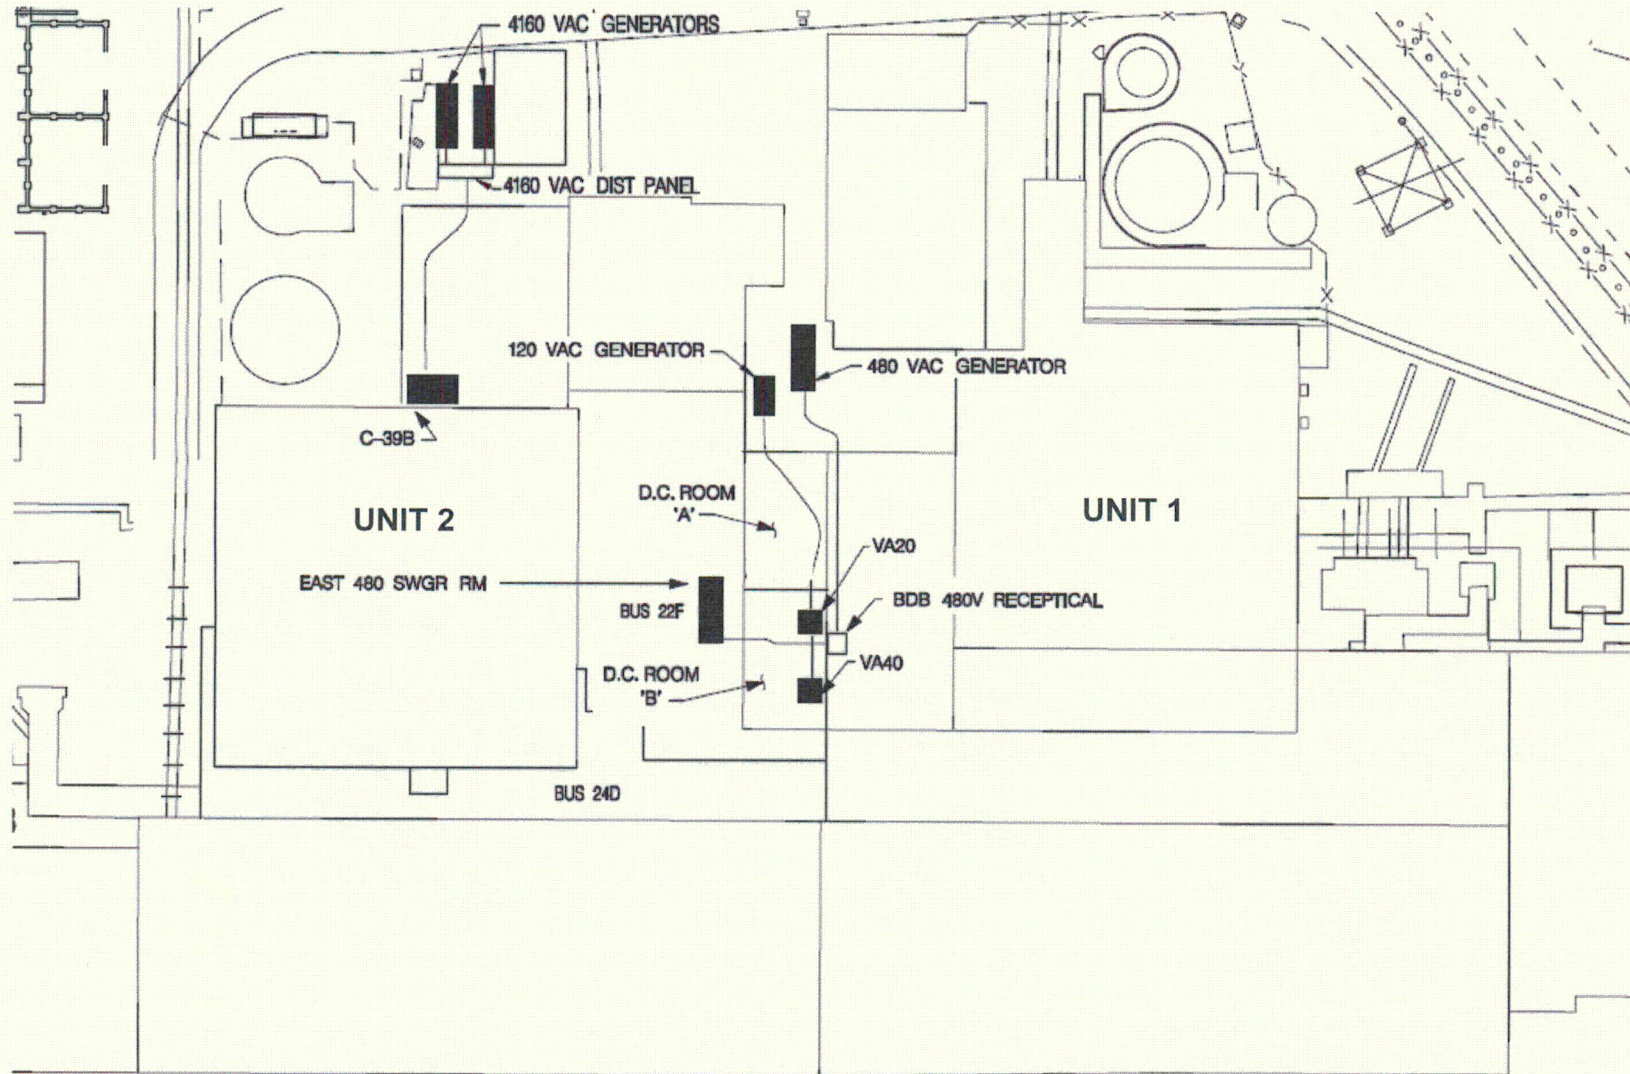 4160 VAC GENERATORS
4160 VAC DIST PANEL
120 VAC GENERATOR
480 VAC GENERATOR
C-39B
D.C. ROOM
'A'
UNIT 2
UNIT 1
VA20
EAST 480 SWGR RM
BUS 22F
BDB 480V RECEPTICAL
VA40
D.C. ROOM
'B'
BUS 24D